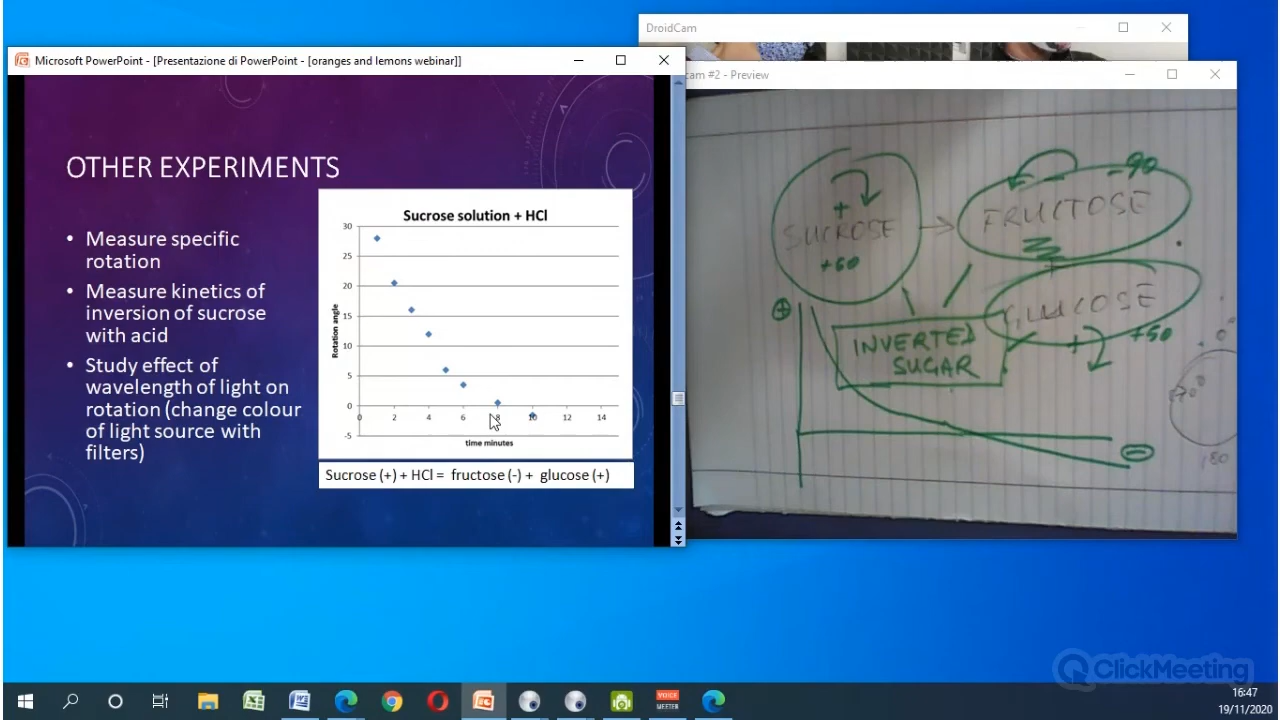 DroidCam
Microsoft PowerPoint - [Presentazione di PowerPoint - [oranges and lemons webinar]]
cam #2 - Preview
OTHER EXPERIMENTS
• Measure specific
rotation
• Measure kinetics of
inversion of sucrose
with acid
• Study effect of
wavelength of light on
rotation (change colour
of light source with
filters)
Sucrose solution + HCl
30
25
20
15
10
5
0
-5
Rotation angle
0 2 4 6 8 10 12 14
time minutes
Sucrose (+) + HCl = fructose (-) + glucose (+)
+
SUCROSE
+60
→
-90
FRUCTOSE
+
GLUCOSE
+ +50
+
INVERTED
SUGAR
-
0°
180
ClickMeeting
VOICE
MEETER
16:47
19/11/2020